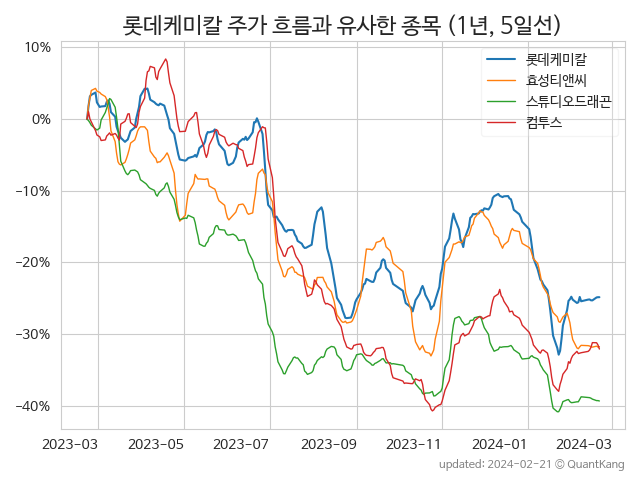 롯데케미칼 주가 흐름과 유사한 종목 (1년, 5일선)
롯데케미칼
효성티앤씨
스튜디오드래곤
컴투스
10%
0%
−10%
−20%
−30%
−40%
2023−03 2023−05 2023−07 2023−09 2023−11 2024−01 2024−03
updated: 2024-02-21 © QuantKang